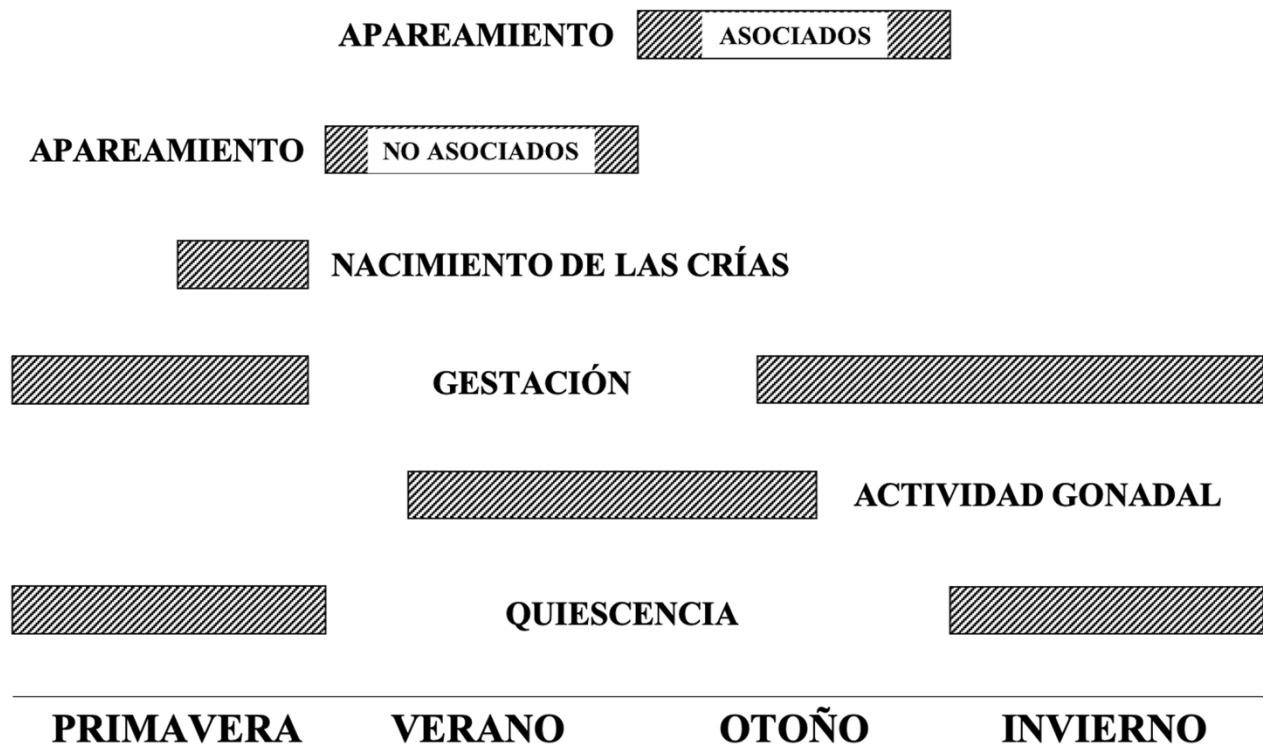 APAREAMIENTO ASOCIADOS
APAREAMIENTO NO ASOCIADOS
NACIMIENTO DE LAS CRÍAS
GESTACIÓN
ACTIVIDAD GONADAL
QUIESCENCIA
PRIMAVERA VERANO OTOÑO INVIERNO